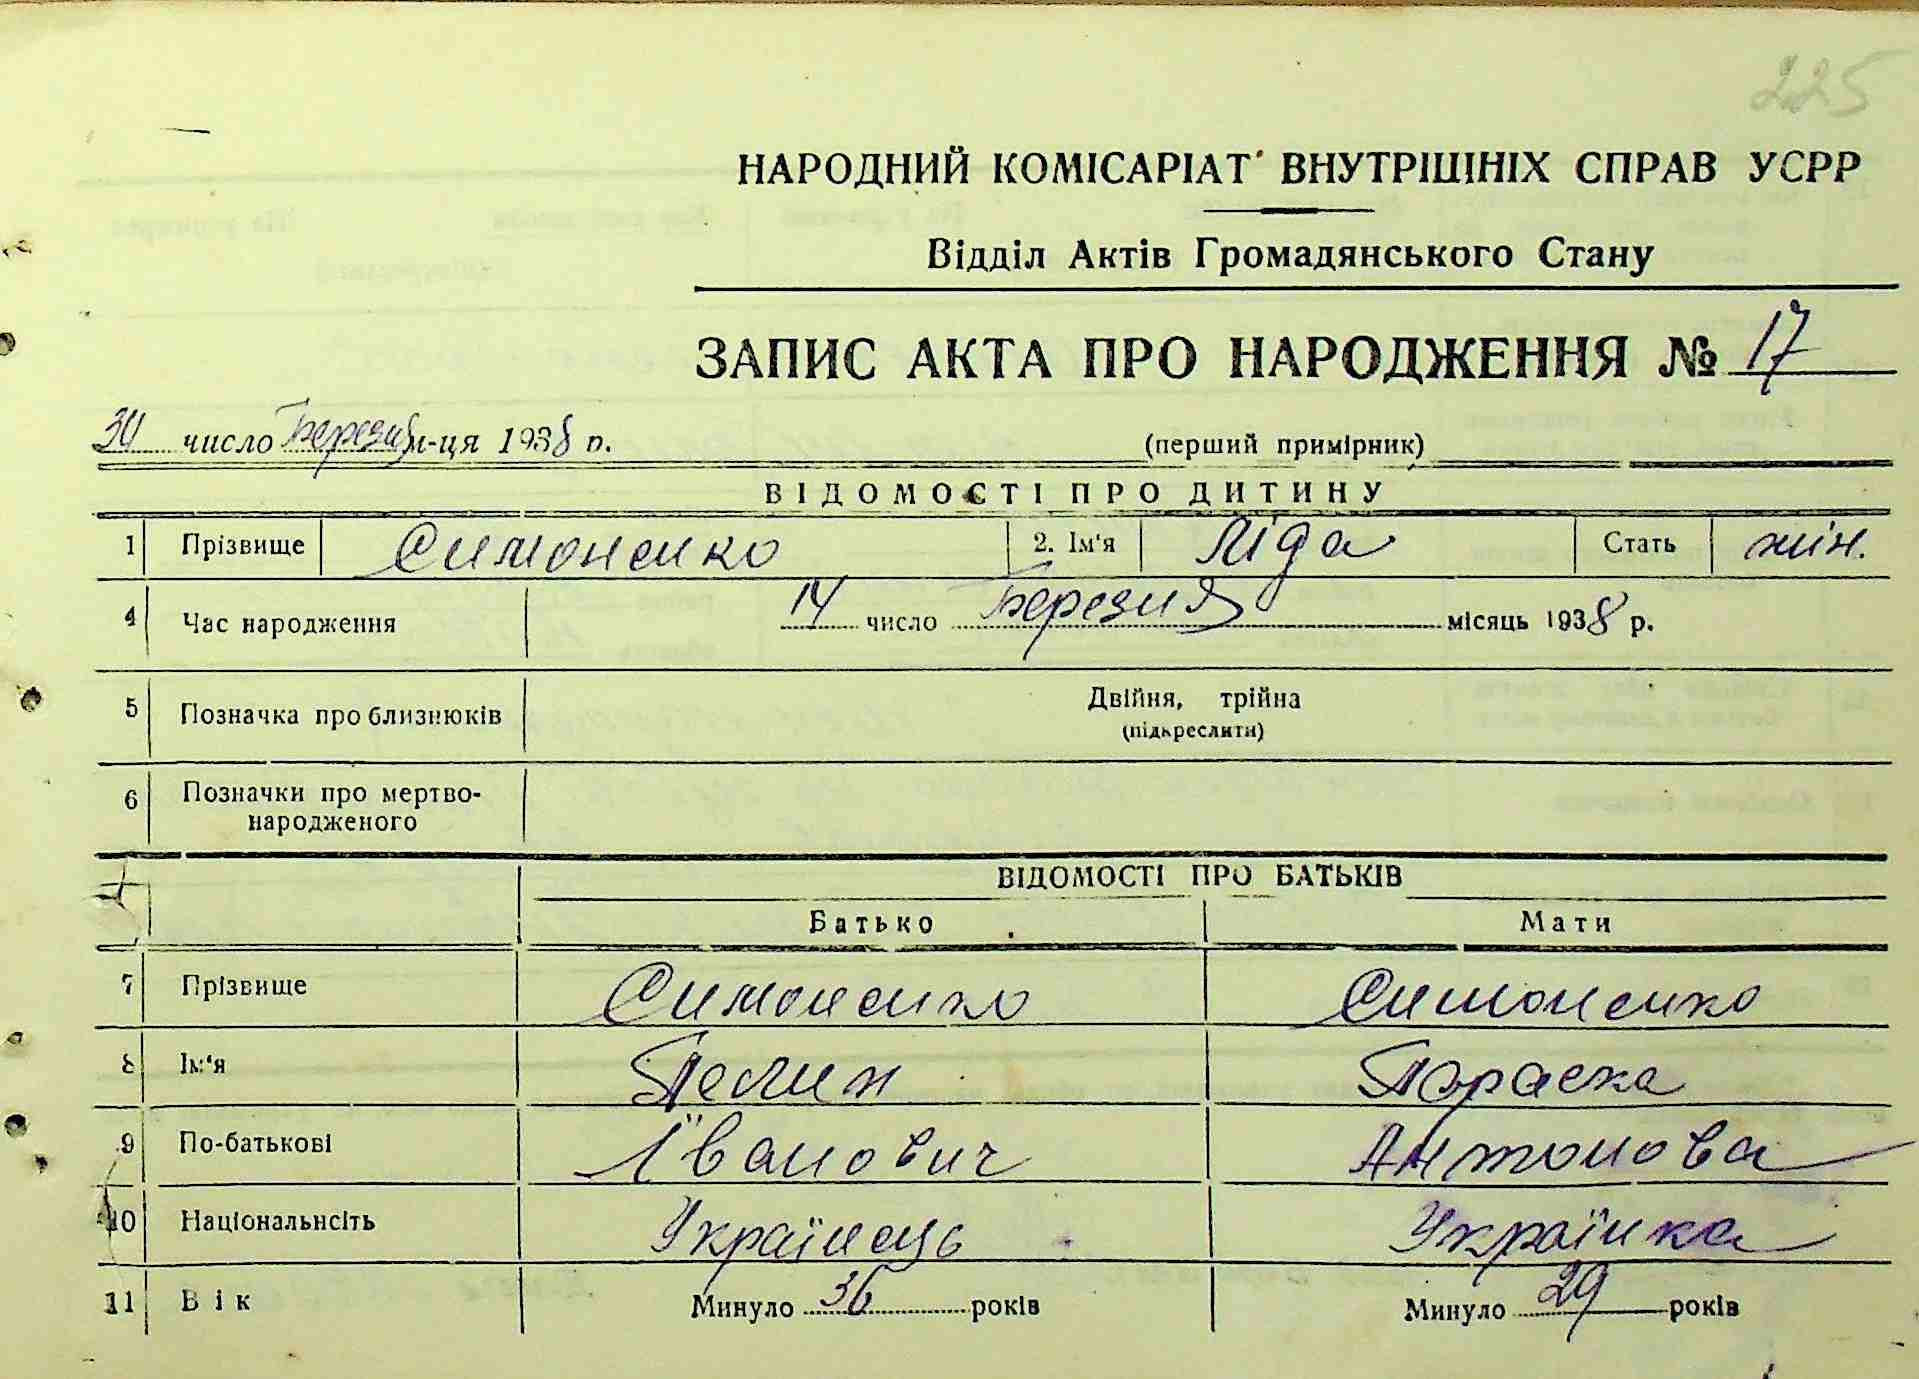 225
НАРОДНИЙ КОМІСАРІАТ ВНУТРІШНІХ СПРАВ УСРР
Відділ Актів Громадянського Стану
ЗАПИС АКТА ПРО НАРОДЖЕННЯ № 17
число Березня м-ця 1938 р. (перший примірник)
ВІДОМОСТІ ПРО ДИТИНУ
1 Прізвище Симоненко 2. Ім'я Ліда Стать жін.
4 Час народження 14 число Березня місяць 1938 р.
5 Позначка про близнюків Двійня, трійна
(підкреслити)
6 Позначки про мертво-
народженого
ВІДОМОСТІ ПРО БАТЬКІВ
Батько Мати
7 Прізвище Симоненко Симоненко
8 Ім'я Параска
9 По-батькові Іванович Антонова
10 Національнсіть Українець Українка
11 Вік Минуло 36 років Минуло 29 років